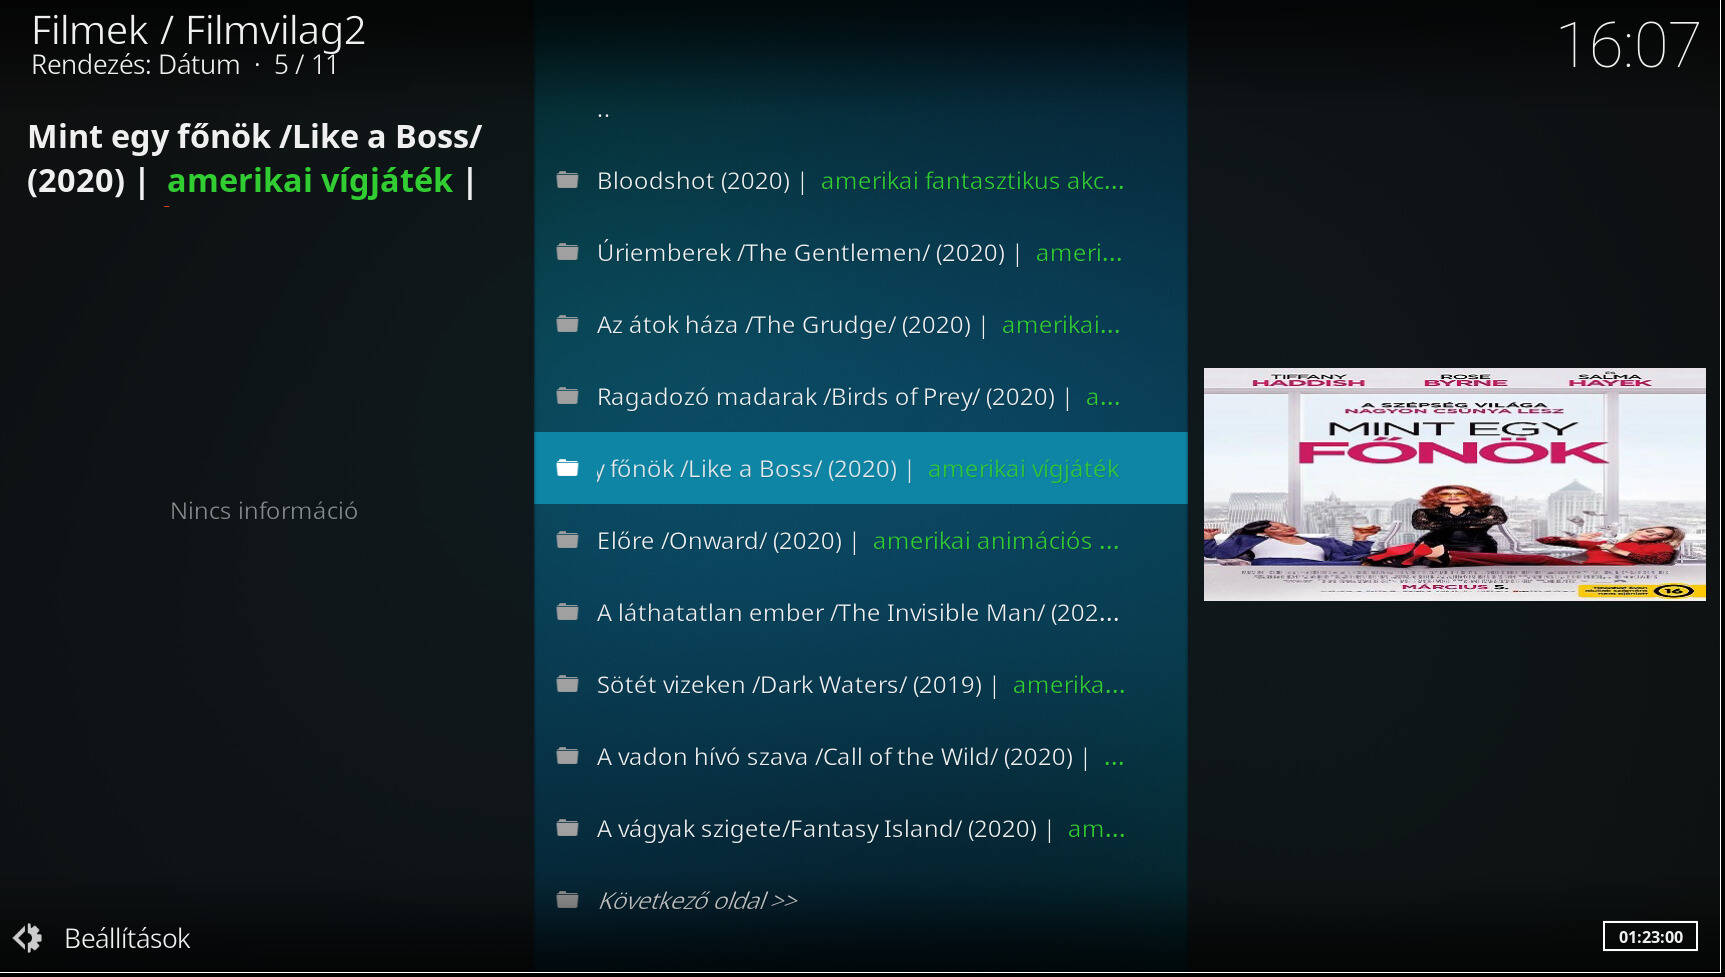 Filmek / Filmvilag2
Rendezés: Dátum · 5 / 11
16:07
Mint egy főnök /Like a Boss/
(2020) | amerikai vígjáték |
Nincs információ
..
Bloodshot (2020) | amerikai fantasztikus akc...
Úriemberek /The Gentlemen/ (2020) | ameri...
Az átok háza /The Grudge/ (2020) | amerikai...
Ragadozó madarak /Birds of Prey/ (2020) | a...
y főnök /Like a Boss/ (2020) | amerikai vígjáték
Előre /Onward/ (2020) | amerikai animációs ...
A láthatatlan ember /The Invisible Man/ (202...
Sötét vizeken /Dark Waters/ (2019) | amerika...
A vadon hívó szava /Call of the Wild/ (2020) | ...
A vágyak szigete/Fantasy Island/ (2020) | am...
Következő oldal >>
TIFFANY HADDISH
ROSE BYRNE
ÉS SALMA HAYEK
A SZÉPSÉG VILÁGA
NAGYON CSÚNYA LESZ
MINT EGY
FŐNÖK
MÁRCIUS 5.
16
Beállítások
01:23:00